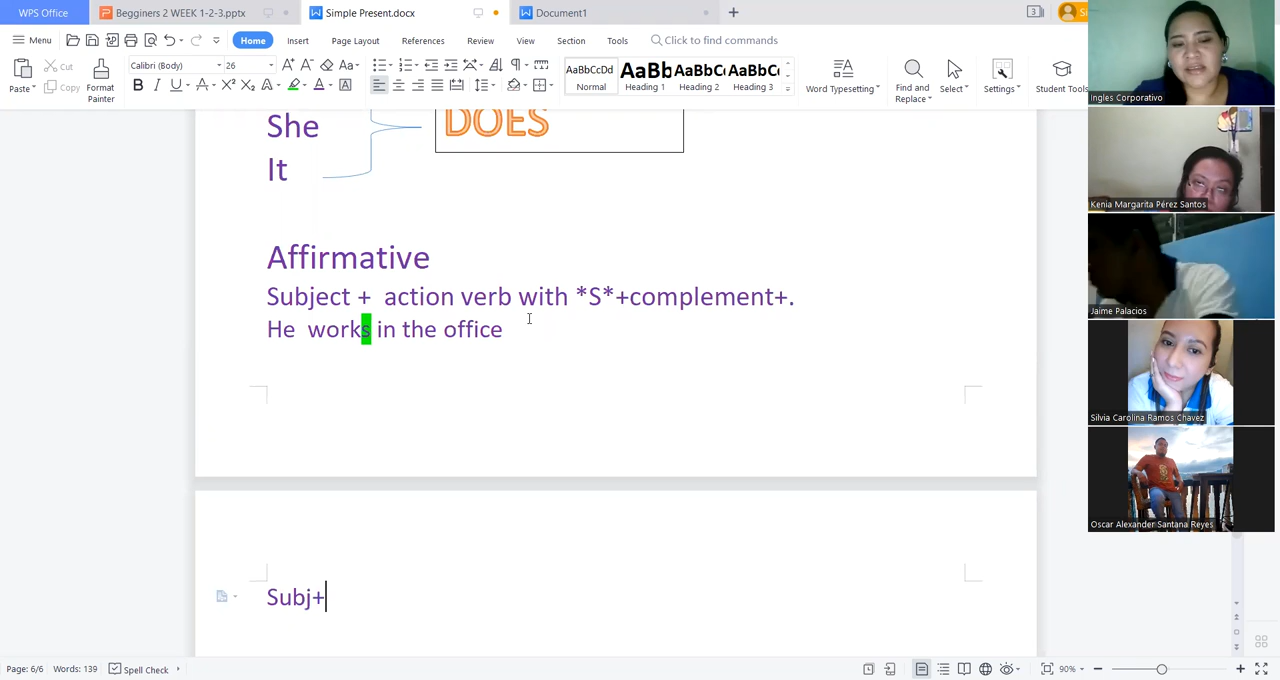 WPS Office
Begginers 2 WEEK 1-2-3.pptx
Simple Present.docx
Document1
3
Menu
Home
Insert
Page Layout
References
Review
View
Section
Tools
Click to find commands
Paste
Cut
Copy
Format Painter
Calibri (Body)
26
AaBbCcDd
Normal
AaBb
Heading 1
AaBbCc
Heading 2
AaBbCc
Heading 3
Word Typesetting
Find and Replace
Select
Settings
Student Tools
She
It
DOES
Affirmative
Subject + action verb with *S*+complement+.
He works in the office
Subj+
Ingles Corporativo
Kenia Margarita Pérez Santos
Jaime Palacios
Silvia Carolina Ramos Chavez
Oscar Alexander Santana Reyes
Page: 6/6
Words: 139
Spell Check
90%